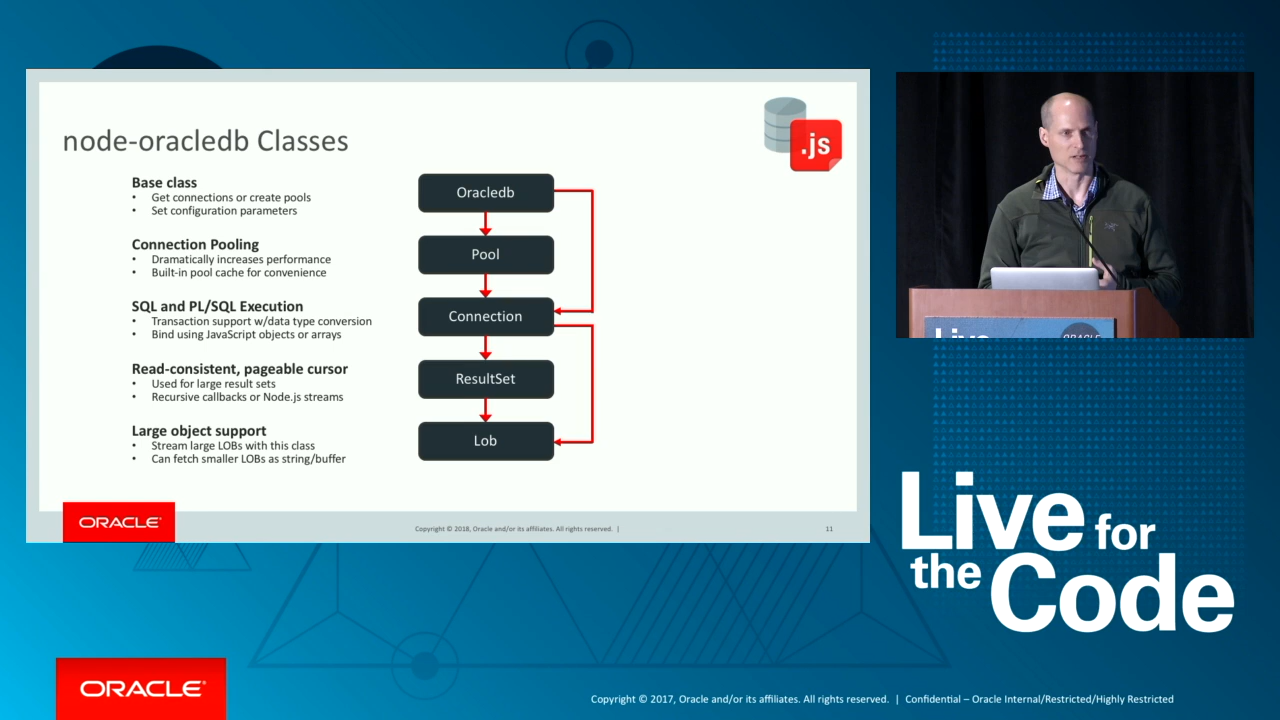 node-oracledb Classes
.js
Base class
• Get connections or create pools
• Set configuration parameters
Connection Pooling
• Dramatically increases performance
• Built-in pool cache for convenience
SQL and PL/SQL Execution
• Transaction support w/data type conversion
• Bind using JavaScript objects or arrays
Read-consistent, pageable cursor
• Used for large result sets
• Recursive callbacks or Node.js streams
Large object support
• Stream large LOBs with this class
• Can fetch smaller LOBs as string/buffer
Oracledb
Pool
Connection
ResultSet
Lob
ORACLE
Copyright © 2018, Oracle and/or its affiliates. All rights reserved. |
11
Live
ORACLE
Live for
the Code
ORACLE
Copyright © 2017, Oracle and/or its affiliates. All rights reserved. | Confidential – Oracle Internal/Restricted/Highly Restricted